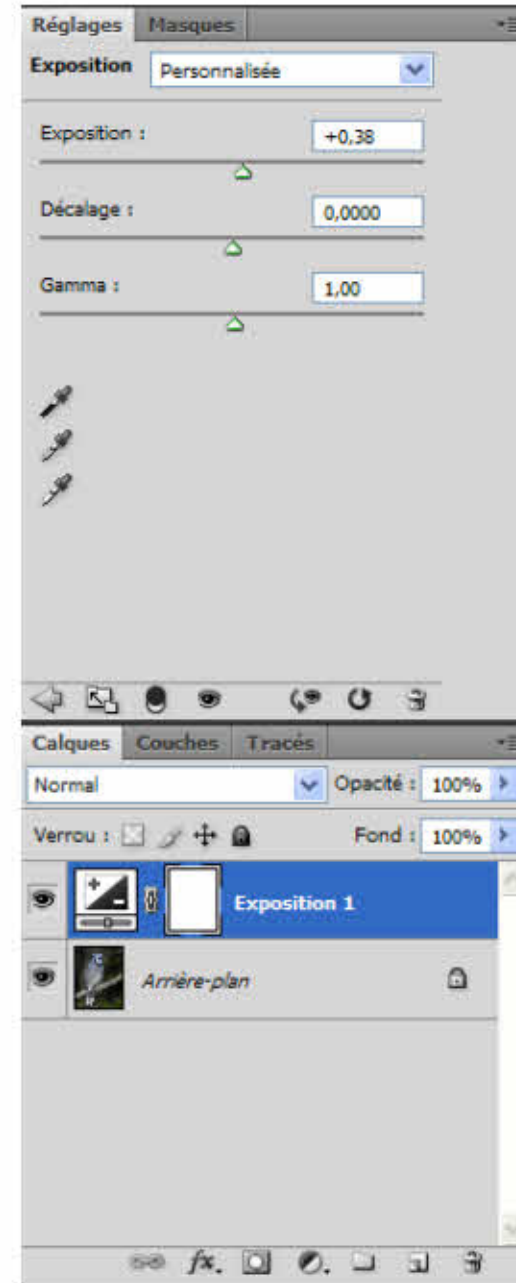 Réglages Masques
Exposition Personnalisée
Exposition : +0,38
Décalage : 0,0000
Gamma : 1,00
Calques Couches Tracés
Normal Opacité : 100%
Verrou : Fond : 100%
Exposition 1
Arrière-plan
fx.